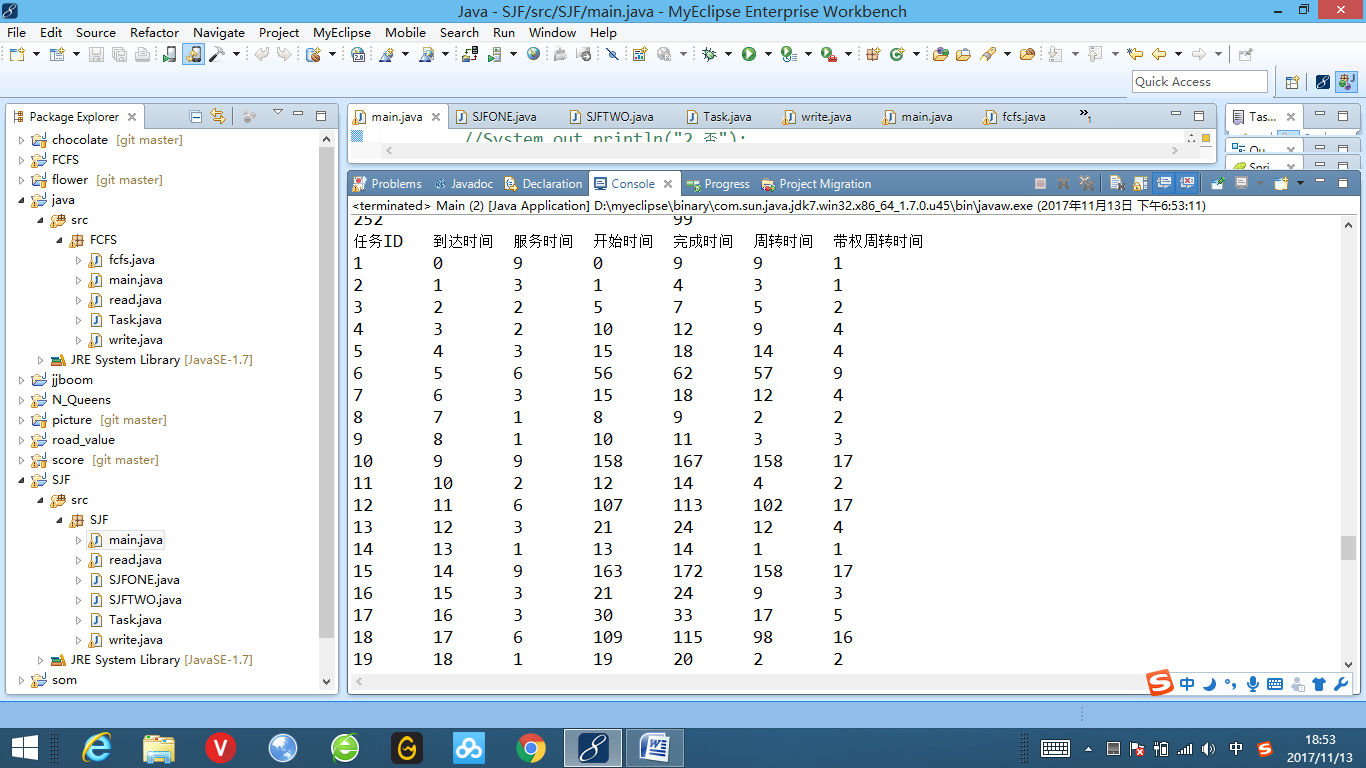 Java - SJF/src/SJF/main.java - MyEclipse Enterprise Workbench
File Edit Source Refactor Navigate Project MyEclipse Mobile Search Run Window Help
Quick Access
Package Explorer
chocolate [git master]
FCFS
flower [git master]
java
src
FCFS
fcfs.java
main.java
read.java
Task.java
write.java
JRE System Library [JavaSE-1.7]
jjboom
N_Queens
picture [git master]
road_value
score [git master]
SJF
src
SJF
main.java
read.java
SJFONE.java
SJFTWO.java
Task.java
write.java
JRE System Library [JavaSE-1.7]
som
main.java SJFONE.java SJFTWO.java Task.java write.java main.java fcfs.java »1
//System.out.println("2.否");
Tas...
Ou
Spri
Problems Javadoc Declaration Console Progress Project Migration
<terminated> Main (2) [Java Application] D:\myeclipse\binary\com.sun.java.jdk7.win32.x86_64_1.7.0.u45\bin\javaw.exe (2017年11月13日 下午6:53:11)
252 99
任务ID 到达时间 服务时间 开始时间 完成时间 周转时间 带权周转时间
1 0 9 0 9 9 1
2 1 3 1 4 3 1
3 2 2 5 7 5 2
4 3 2 10 12 9 4
5 4 3 15 18 14 4
6 5 6 56 62 57 9
7 6 3 15 18 12 4
8 7 1 8 9 2 2
9 8 1 10 11 3 3
10 9 9 158 167 158 17
11 10 2 12 14 4 2
12 11 6 107 113 102 17
13 12 3 21 24 12 4
14 13 1 13 14 1 1
15 14 9 163 172 158 17
16 15 3 21 24 9 3
17 16 3 30 33 17 5
18 17 6 109 115 98 16
19 18 1 19 20 2 2
中
中
18:53
2017/11/13